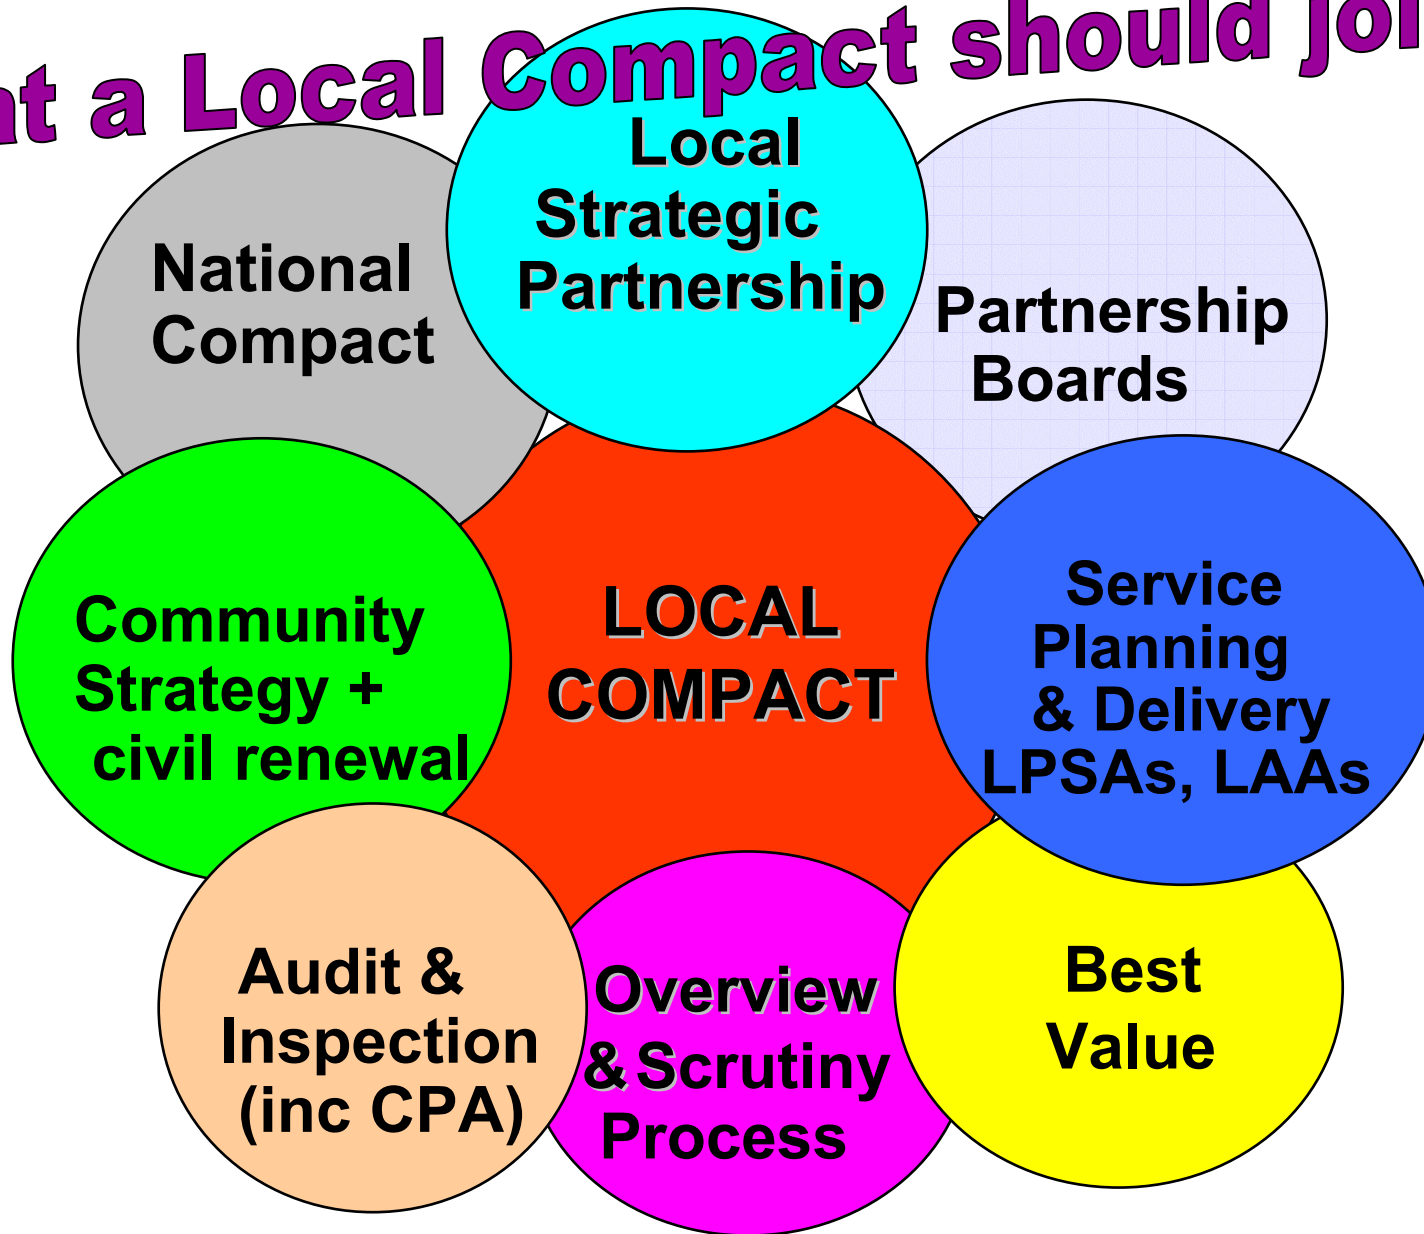 a Local Compact should
Local
Strategic
Partnership
National
Compact
Partnership
Boards
LOCAL
COMPACT
Community
Strategy +
civil renewal
Service
Planning
& Delivery
LPSAs, LAAs
Audit &
Inspection
(inc CPA)
Overview
& Scrutiny
Process
Best
Value